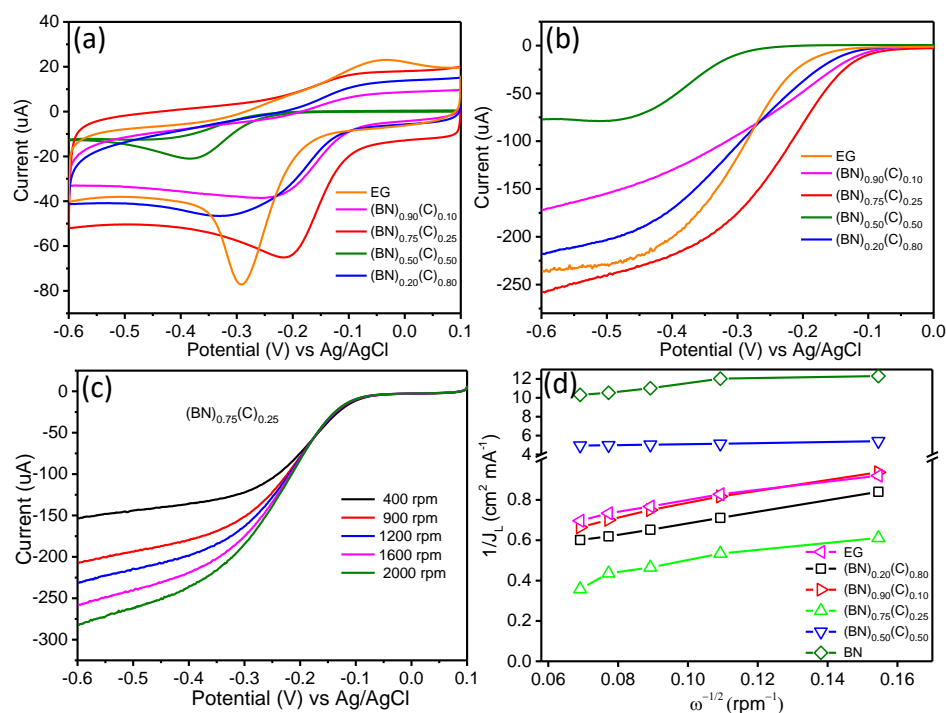 (a)
Current (uA)
40
20
0
-20
-40
-60
-80
EG
(BN)0.90(C)0.10
(BN)0.75(C)0.25
(BN)0.50(C)0.50
(BN)0.20(C)0.80
-0.6 -0.5 -0.4 -0.3 -0.2 -0.1 0.0 0.1
Potential (V) vs Ag/AgCl
(b)
Current (uA)
0
-50
-100
-150
-200
-250
EG
(BN)0.90(C)0.10
(BN)0.75(C)0.25
(BN)0.50(C)0.50
(BN)0.20(C)0.80
-0.6 -0.5 -0.4 -0.3 -0.2 -0.1 0.0
Potential (V) vs Ag/AgCl
(c)
(BN)0.75(C)0.25
Current (uA)
0
-50
-100
-150
-200
-250
-300
400 rpm
900 rpm
1200 rpm
1600 rpm
2000 rpm
-0.6 -0.5 -0.4 -0.3 -0.2 -0.1 0.0 0.1
Potential (V) vs Ag/AgCl
(d)
1/JL (cm² mA⁻¹)
12
10
8
6
4
0.8
0.6
0.4
0.2
0.0
EG
(BN)0.20(C)0.80
(BN)0.90(C)0.10
(BN)0.75(C)0.25
(BN)0.50(C)0.50
BN
0.06 0.08 0.10 0.12 0.14 0.16
ω⁻¹/² (rpm⁻¹)